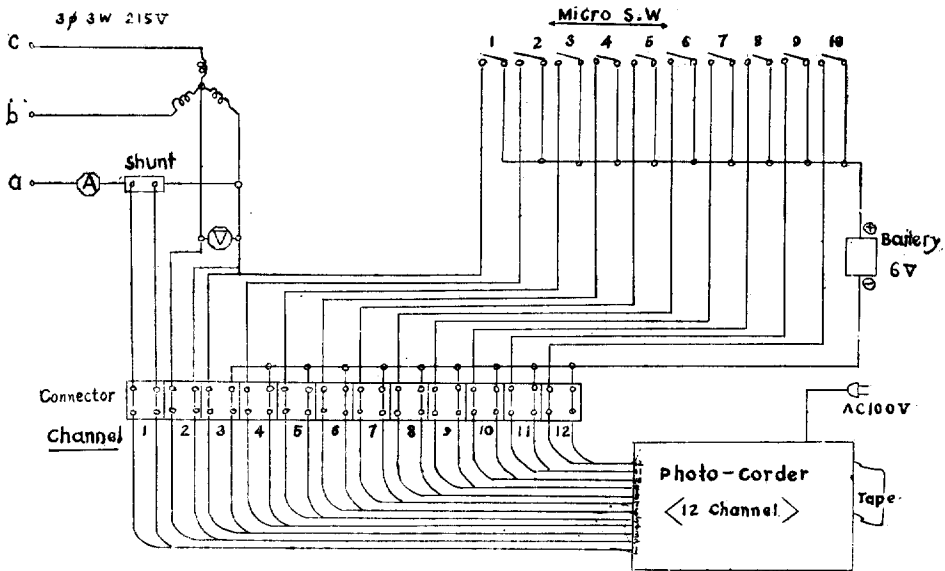 3φ 3W 215V
Micro S.W
1 2 3 4 5 6 7 8 9 10
C
b
a
Shunt
A
V
⊕
Battery
6V
⊖
Connector
AC100V
Channel 1 2 3 4 5 6 7 8 9 10 11 12
Photo-Corder
<12 Channel>
Tape